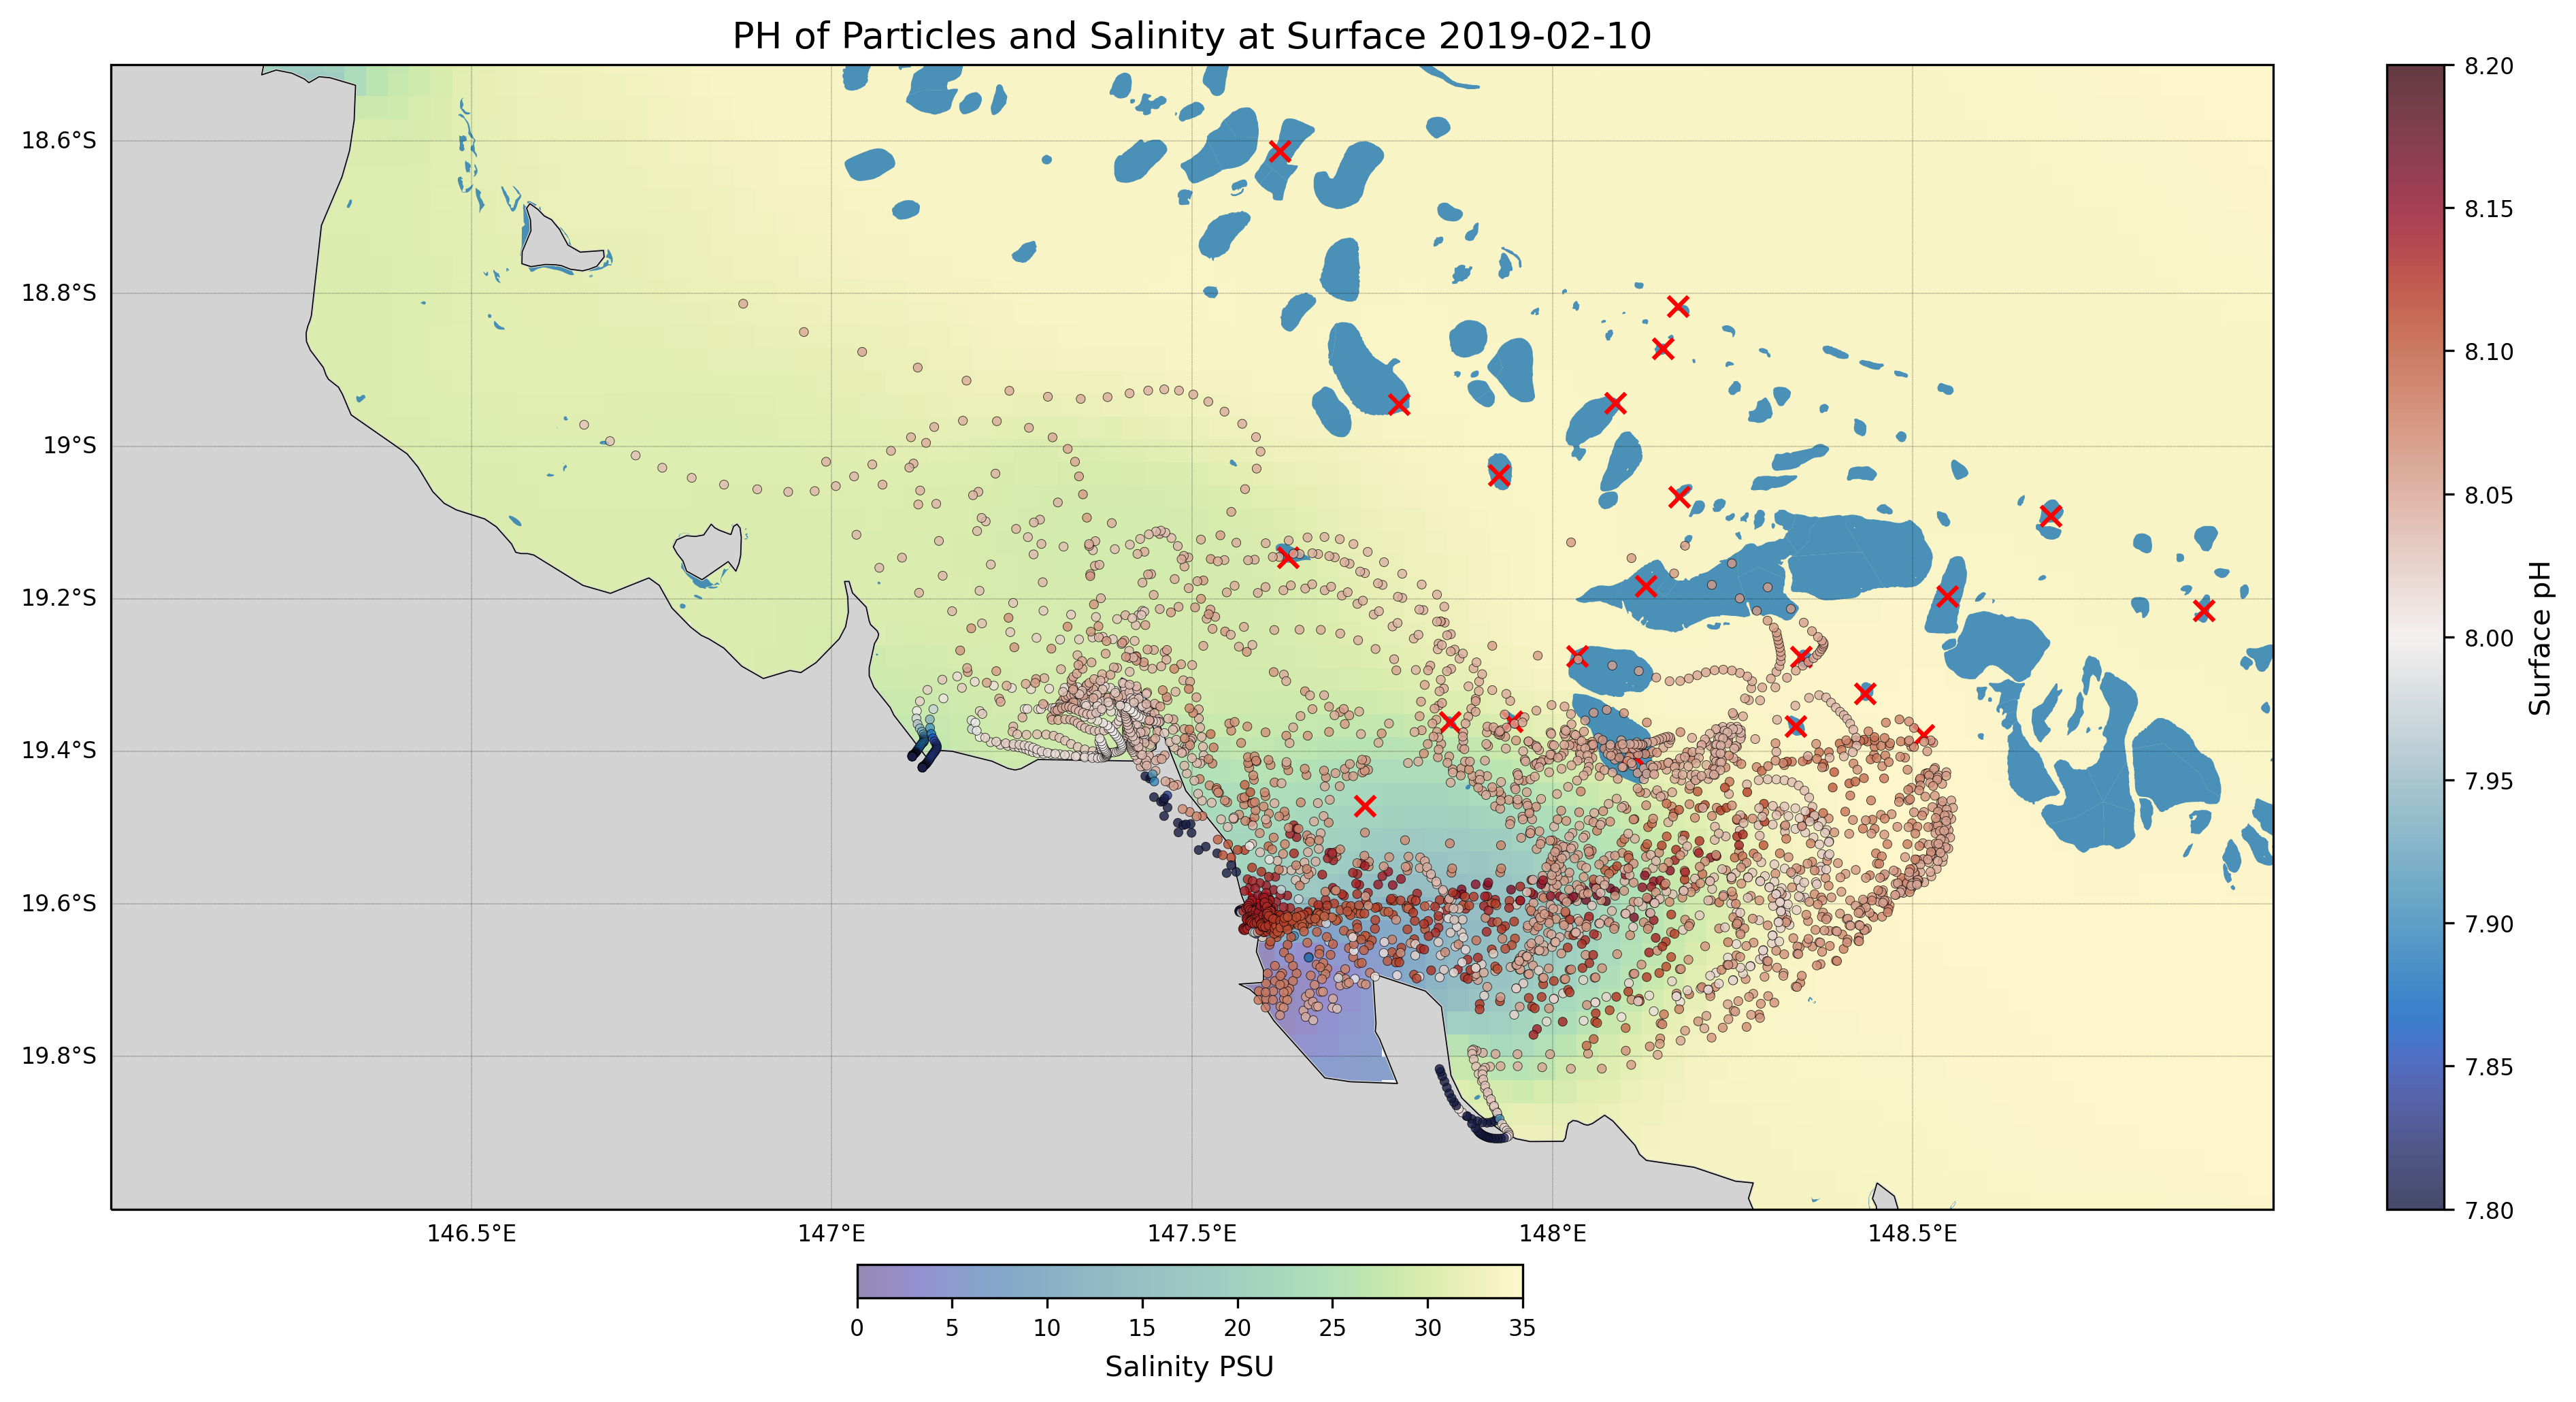 PH of Particles and Salinity at Surface 2019-02-10
18.6°S
18.8°S
19°S
19.2°S
19.4°S
19.6°S
19.8°S
146.5°E
147°E
147.5°E
148°E
148.5°E
0
5
10
15
20
25
30
35
Salinity PSU
8.20
8.15
8.10
8.05
8.00
7.95
7.90
7.85
7.80
Surface pH